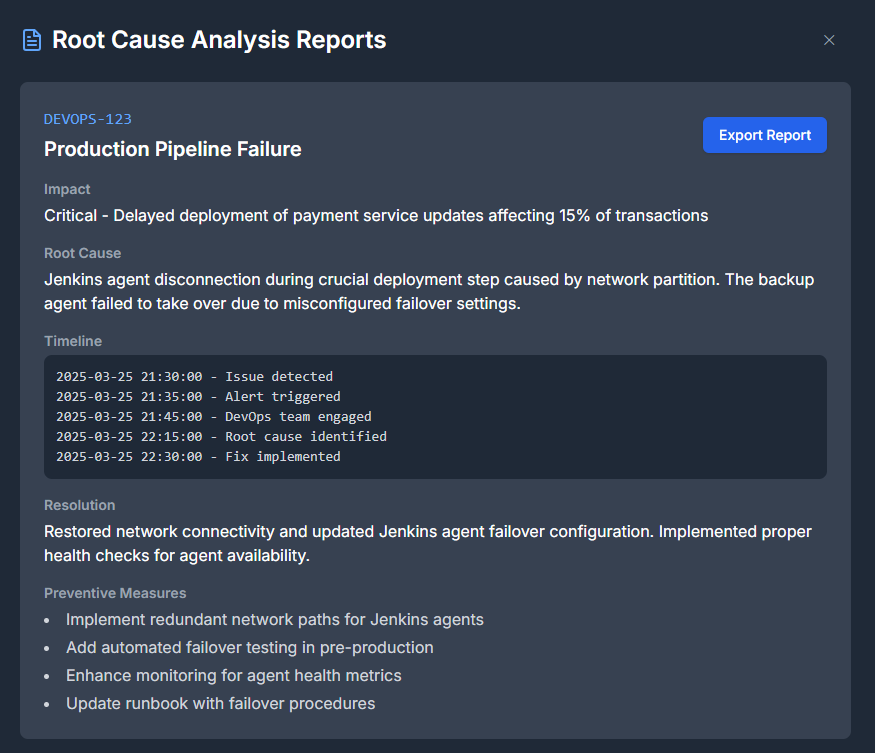 Root Cause Analysis Reports
DEVOPS-123
Production Pipeline Failure
Export Report
Impact
Critical - Delayed deployment of payment service updates affecting 15% of transactions
Root Cause
Jenkins agent disconnection during crucial deployment step caused by network partition. The backup
agent failed to take over due to misconfigured failover settings.
Timeline
2025-03-25 21:30:00 - Issue detected
2025-03-25 21:35:00 - Alert triggered
2025-03-25 21:45:00 - DevOps team engaged
2025-03-25 22:15:00 - Root cause identified
2025-03-25 22:30:00 - Fix implemented
Resolution
Restored network connectivity and updated Jenkins agent failover configuration. Implemented proper
health checks for agent availability.
Preventive Measures
• Implement redundant network paths for Jenkins agents
• Add automated failover testing in pre-production
• Enhance monitoring for agent health metrics
• Update runbook with failover procedures